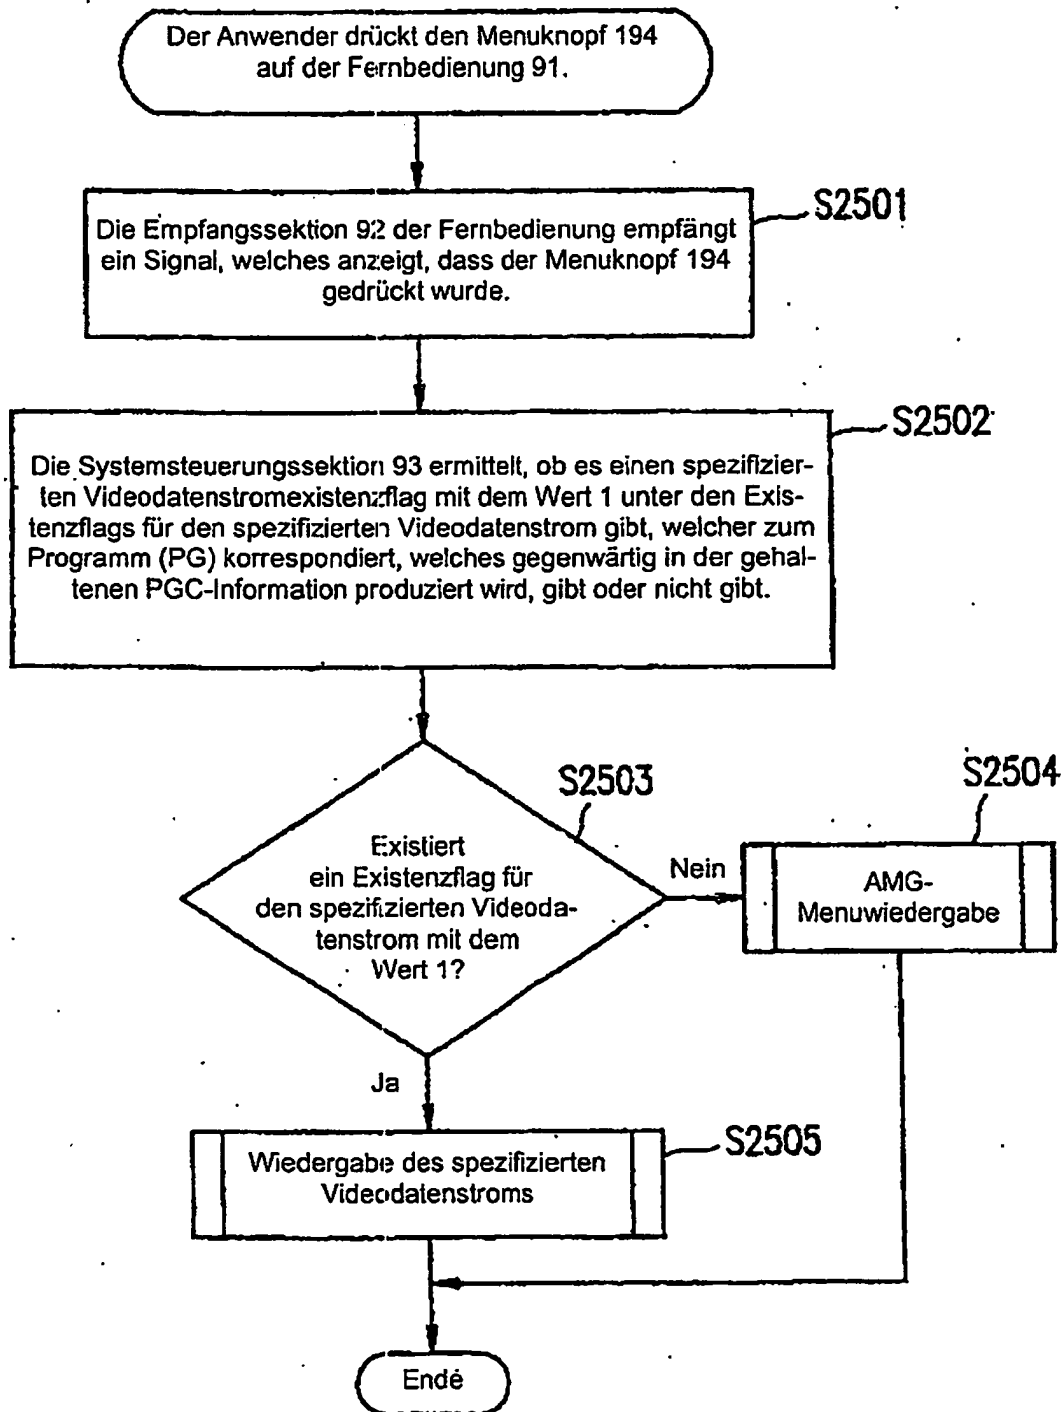 Der Anwender drückt den Menuknopf 194
auf der Fernbedienung 91.
S2501
Die Empfangssektion 92 der Fernbedienung empfängt
ein Signal, welches anzeigt, dass der Menuknopf 194
gedrückt wurde.
S2502
Die Systemsteuerungssektion 93 ermittelt, ob es einen spezifizier-
ten Videodatenstromexistenzflag mit dem Wert 1 unter den Exis-
tenzflags für den spezifizierten Videodatenstrom gibt, welcher zum
Programm (PG) korrespondiert, welches gegenwärtig in der gehal-
tenen PGC-Information produziert wird, gibt oder nicht gibt.
S2503
Existiert
ein Existenzflag für
den spezifizierten Videoda-
tenstrom mit dem
Wert 1?
Nein
S2504
AMG-
Menuwiedergabe
Ja
S2505
Wiedergabe des spezifizierten
Videodatenstroms
Ende